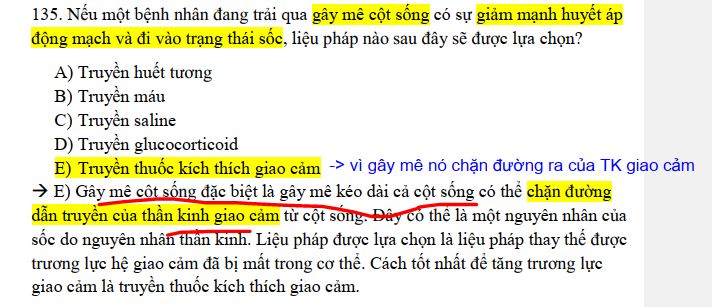 135. Nếu một bệnh nhân đang trải qua gây mê cột sống có sự giảm mạnh huyết áp
động mạch và đi vào trạng thái sốc, liệu pháp nào sau đây sẽ được lựa chọn?
A) Truyền huết tương
B) Truyền máu
C) Truyền saline
D) Truyền glucocorticoid
E) Truyền thuốc kích thích giao cảm -> vì gây mê nó chặn đường ra của TK giao cảm
→ E) Gây mê cột sống đặc biệt là gây mê kéo dài cả cột sống có thể chặn đường
dẫn truyền của thần kinh giao cảm từ cột sống. Đây có thể là một nguyên nhân của
sốc do nguyên nhân thần kinh. Liệu pháp được lựa chọn là liệu pháp thay thế được
trương lực hệ giao cảm đã bị mất trong cơ thể. Cách tốt nhất để tăng trương lực
giao cảm là truyền thuốc kích thích giao cảm.